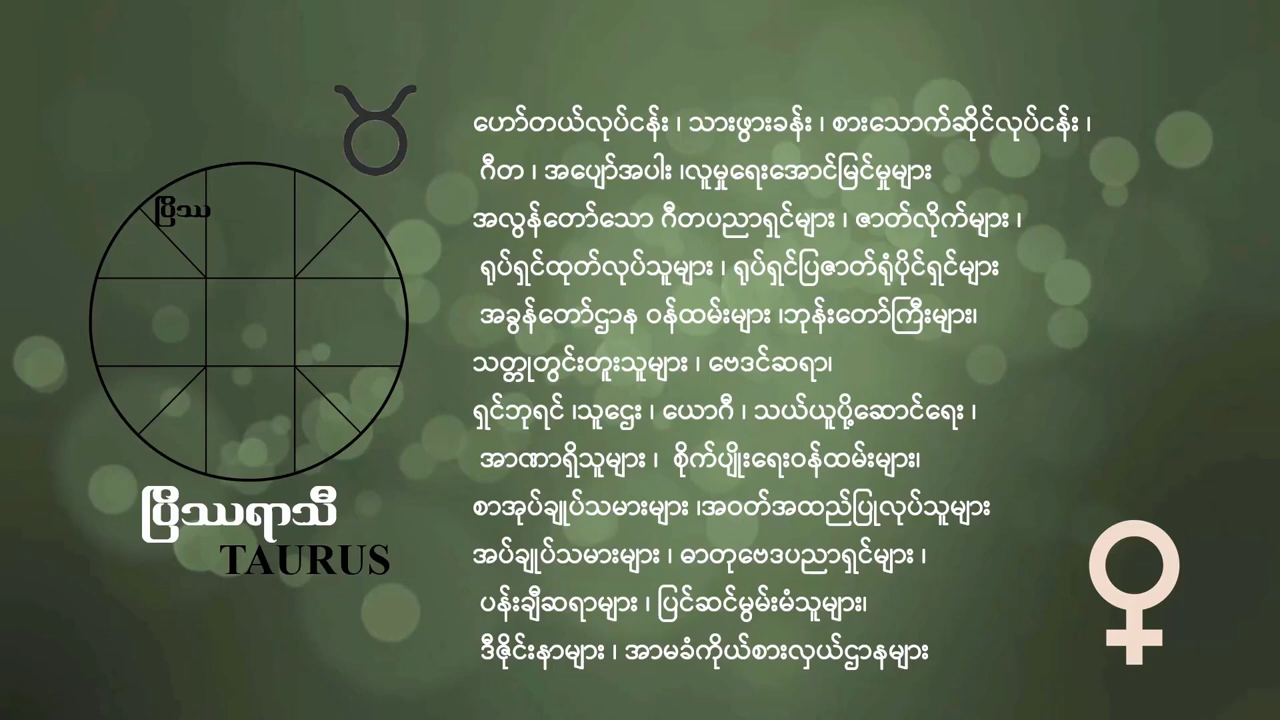 ပြိဿ
ပြိဿရာသီ
TAURUS
ဟော်တယ်လုပ်ငန်း ၊ သားဖွားခန်း ၊ စားသောက်ဆိုင်လုပ်ငန်း ၊
ဂီတ ၊ အပျော်အပါး ၊လူမှုရေးအောင်မြင်မှုများ
အလွန်တော်သော ဂီတပညာရှင်များ ၊ ဇာတ်လိုက်များ ၊
ရုပ်ရှင်ထုတ်လုပ်သူများ ၊ ရုပ်ရှင်ပြဇာတ်ရုံပိုင်ရှင်များ
အခွန်တော်ဌာန ဝန်ထမ်းများ ၊ဘုန်းတော်ကြီးများ၊
သတ္တုတွင်းတူးသူများ ၊ ဗေဒင်ဆရာ၊
ရှင်ဘုရင် ၊သူဌေး ၊ ယောဂီ ၊ သယ်ယူပို့ဆောင်ရေး ၊
အာဏာရှိသူများ ၊ စိုက်ပျိုးရေးဝန်ထမ်းများ၊
စာအုပ်ချုပ်သမားများ ၊အဝတ်အထည်ပြုလုပ်သူများ
အပ်ချုပ်သမားများ ၊ ဓာတုဗေဒပညာရှင်များ ၊
ပန်းချီဆရာများ ၊ ပြင်ဆင်မွမ်းမံသူများ၊
ဒီဇိုင်းနာများ ၊ အာမခံကိုယ်စားလှယ်ဌာနများ